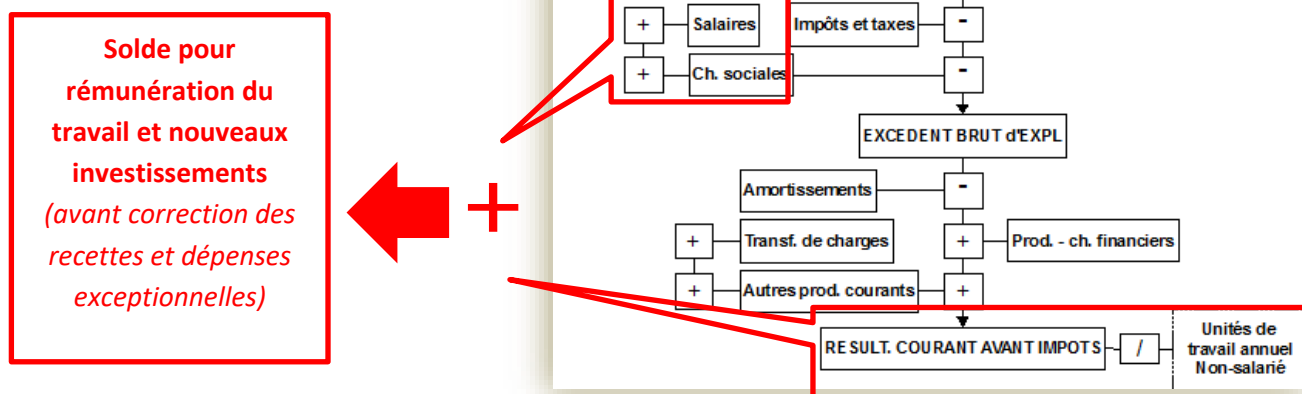 Solde pour
rémunération du
travail et nouveaux
investissements
(avant correction des
recettes et dépenses
exceptionnelles)
+
+ Salaires Impôts et taxes -
+ Ch. sociales -
EXCEDENT BRUT d'EXPL
Amortissements -
+ Transf. de charges + Prod. - ch. financiers
+ Autres prod. courants +
RESULT. COURANT AVANT IMPOTS /
Unités de
travail annuel
Non-salarié